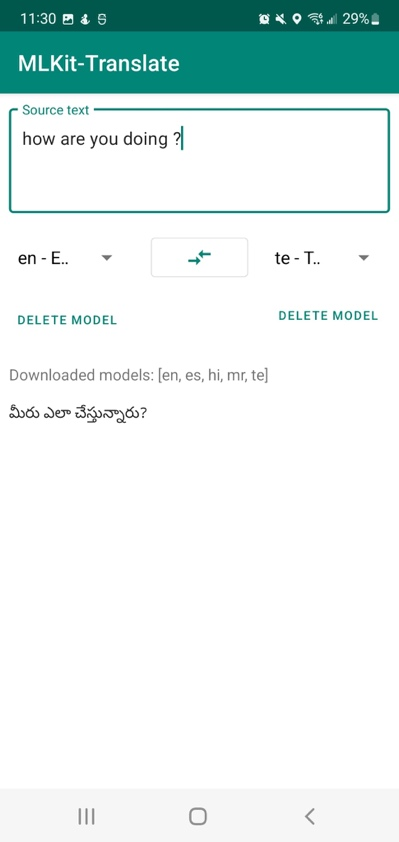 11:30
29%
MLKit-Translate
Source text
how are you doing ?
en - E..
te - T..
DELETE MODEL
DELETE MODEL
Downloaded models: [en, es, hi, mr, te]
మీరు ఎలా చేస్తున్నారు?